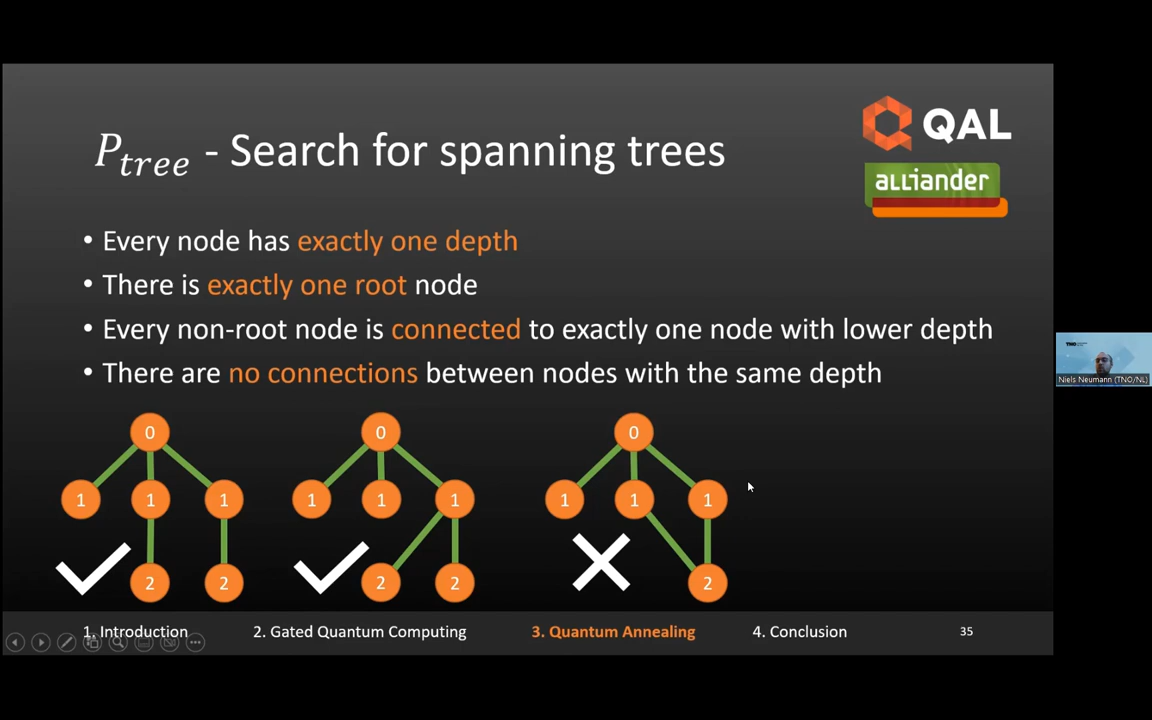 P_tree - Search for spanning trees
QAL
alliander
• Every node has exactly one depth
• There is exactly one root node
• Every non-root node is connected to exactly one node with lower depth
• There are no connections between nodes with the same depth
0 0 0
1 1 1 1 1 1 1 1 1
2 2 2 2 2
TNO
Niels Neumann (TNO/NL)
1. Introduction 2. Gated Quantum Computing 3. Quantum Annealing 4. Conclusion 35